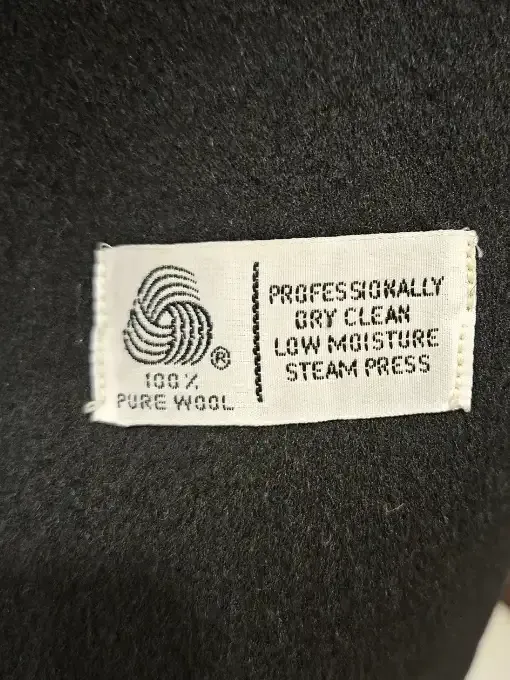 ®
100%
PURE WOOL
PROFESSIONALLY
DRY CLEAN
LOW MOISTURE
STEAM PRESS